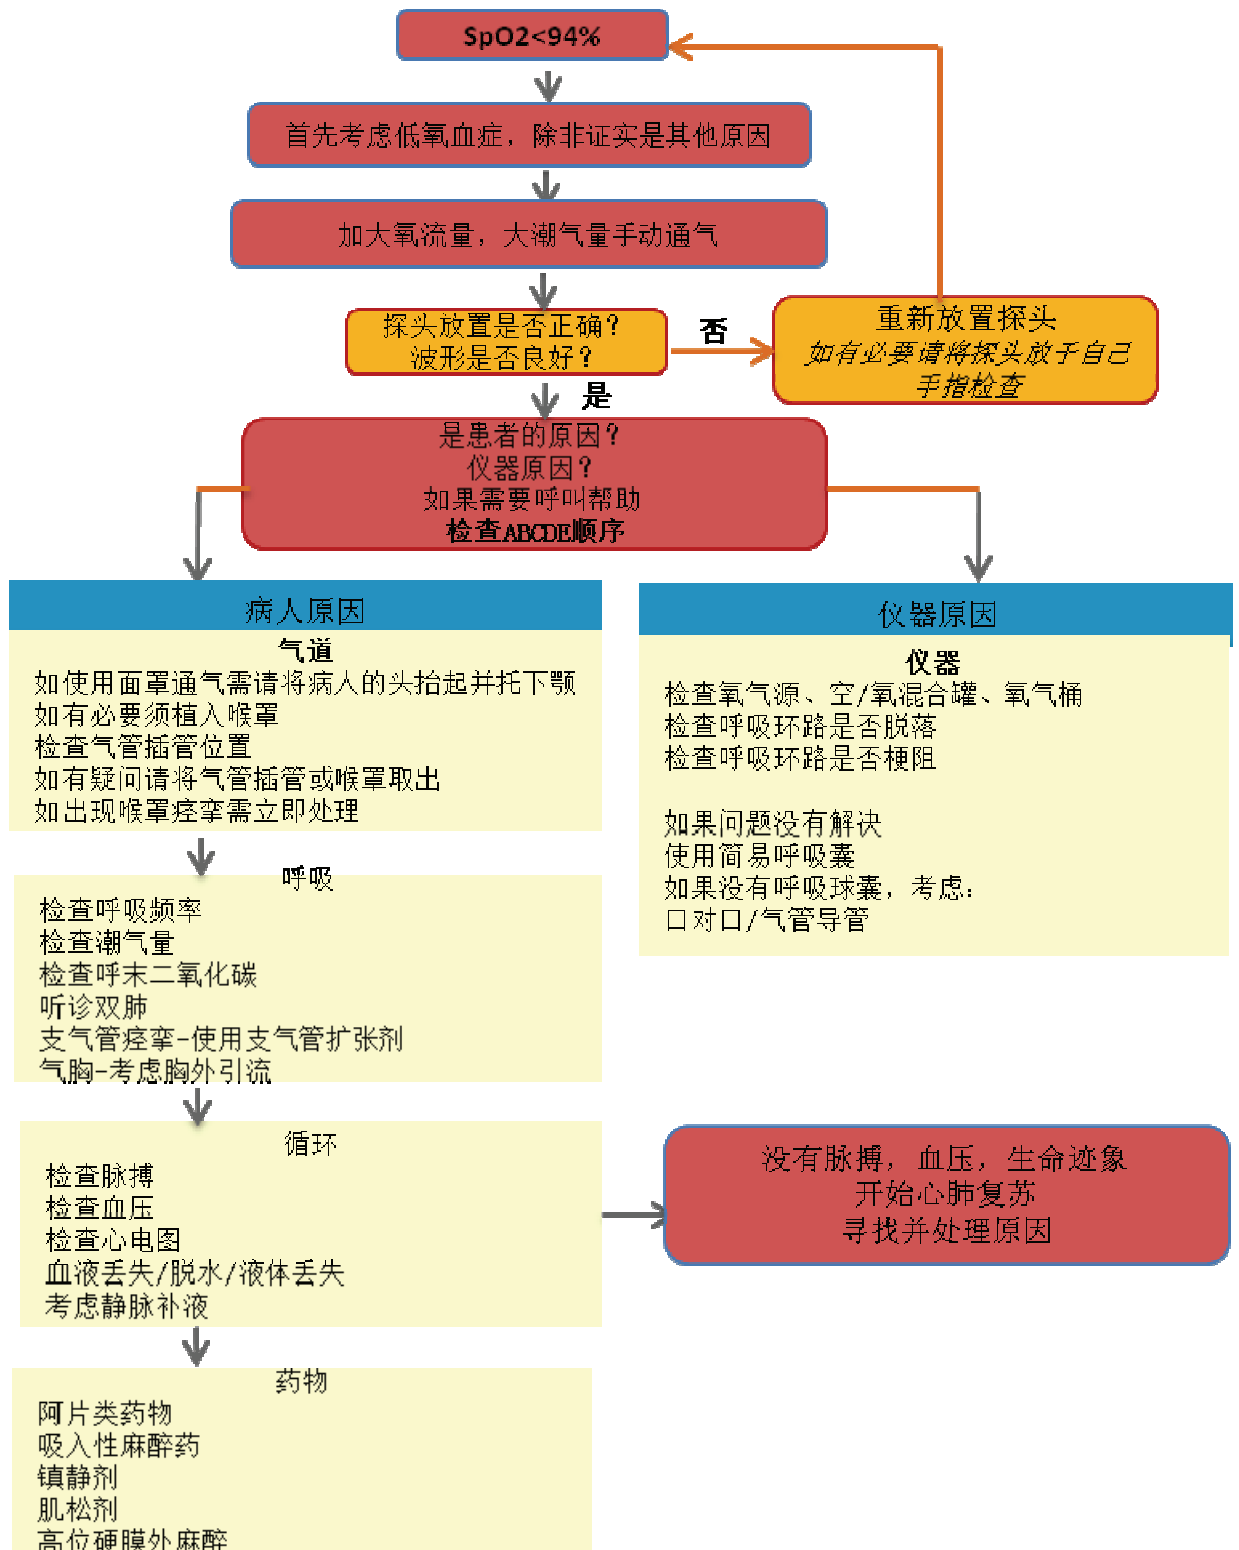 SpO2<94%
首先考虑低氧血症，除非证实是其他原因
加大氧流量，大潮气量手动通气
探头放置是否正确？
波形是否良好？
否
重新放置探头
如有必要请将探头放于自己
手指检查
是
是患者的原因？
仪器原因？
如果需要呼叫帮助
检查ABCDE顺序
病人原因
气道
如使用面罩通气需请将病人的头抬起并托下颚
如有必要须植入喉罩
检查气管插管位置
如有疑问请将气管插管或喉罩取出
如出现喉罩痉挛需立即处理
呼吸
检查呼吸频率
检查潮气量
检查呼末二氧化碳
听诊双肺
支气管痉挛-使用支气管扩张剂
气胸-考虑胸外引流
循环
检查脉搏
检查血压
检查心电图
血液丢失/脱水/液体丢失
考虑静脉补液
药物
阿片类药物
吸入性麻醉药
镇静剂
肌松剂
高位硬膜外麻醉
仪器原因
仪器
检查氧气源、空/氧混合罐、氧气桶
检查呼吸环路是否脱落
检查呼吸环路是否梗阻
如果问题没有解决
使用简易呼吸囊
如果没有呼吸球囊，考虑：
口对口/气管导管
没有脉搏，血压，生命迹象
开始心肺复苏
寻找并处理原因